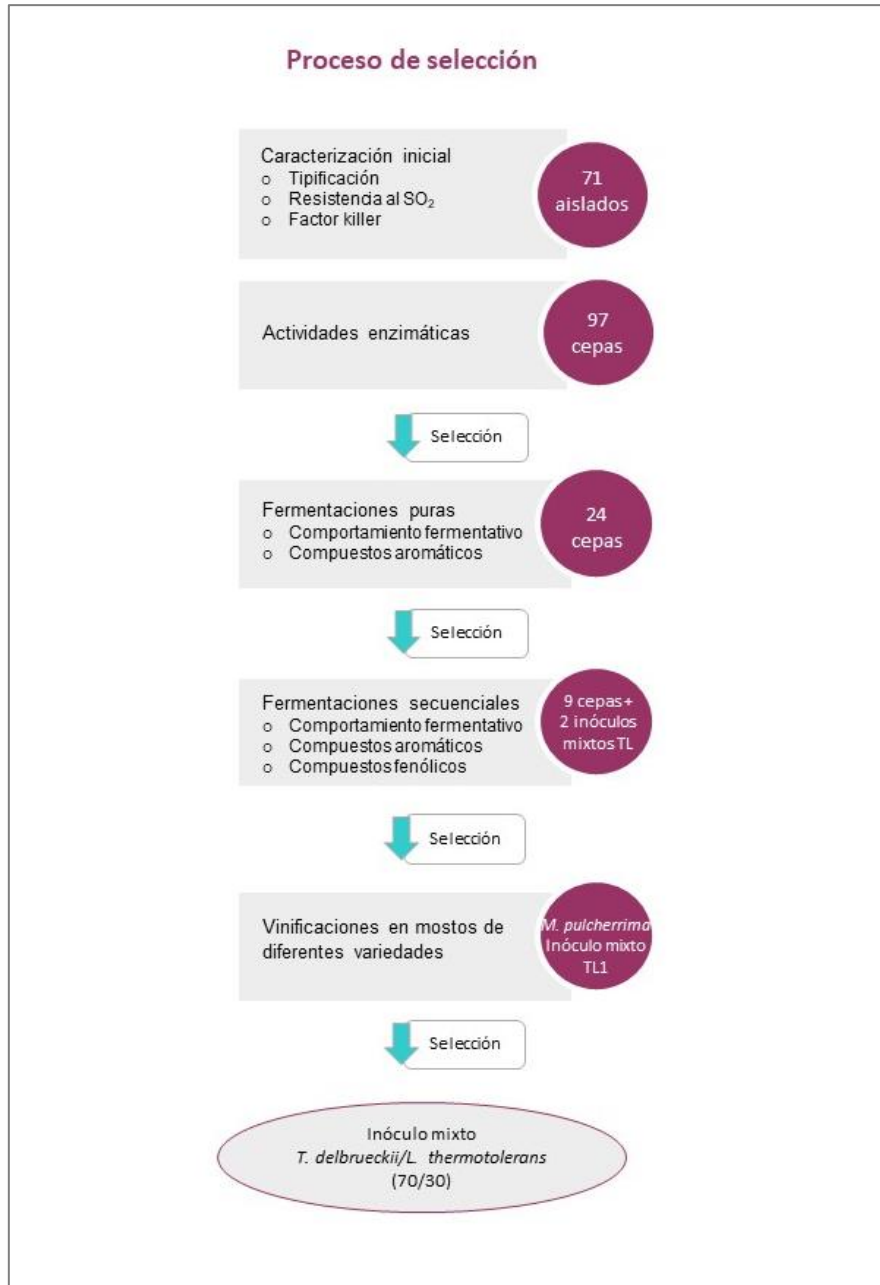 Proceso de selección
Caracterización inicial
o Tipificación
o Resistencia al SO₂
o Factor killer
71
aislados
Actividades enzimáticas
97
cepas
Selección
Fermentaciones puras
o Comportamiento fermentativo
o Compuestos aromáticos
24
cepas
Selección
Fermentaciones secuenciales
o Comportamiento fermentativo
o Compuestos aromáticos
o Compuestos fenólicos
9 cepas+
2 inóculos
mixtos TL
Selección
Vinificaciones en mostos de
diferentes variedades
M. pulcherrima
Inóculo mixto
TL1
Selección
Inóculo mixto
T. delbrueckii/L. thermotolerans
(70/30)